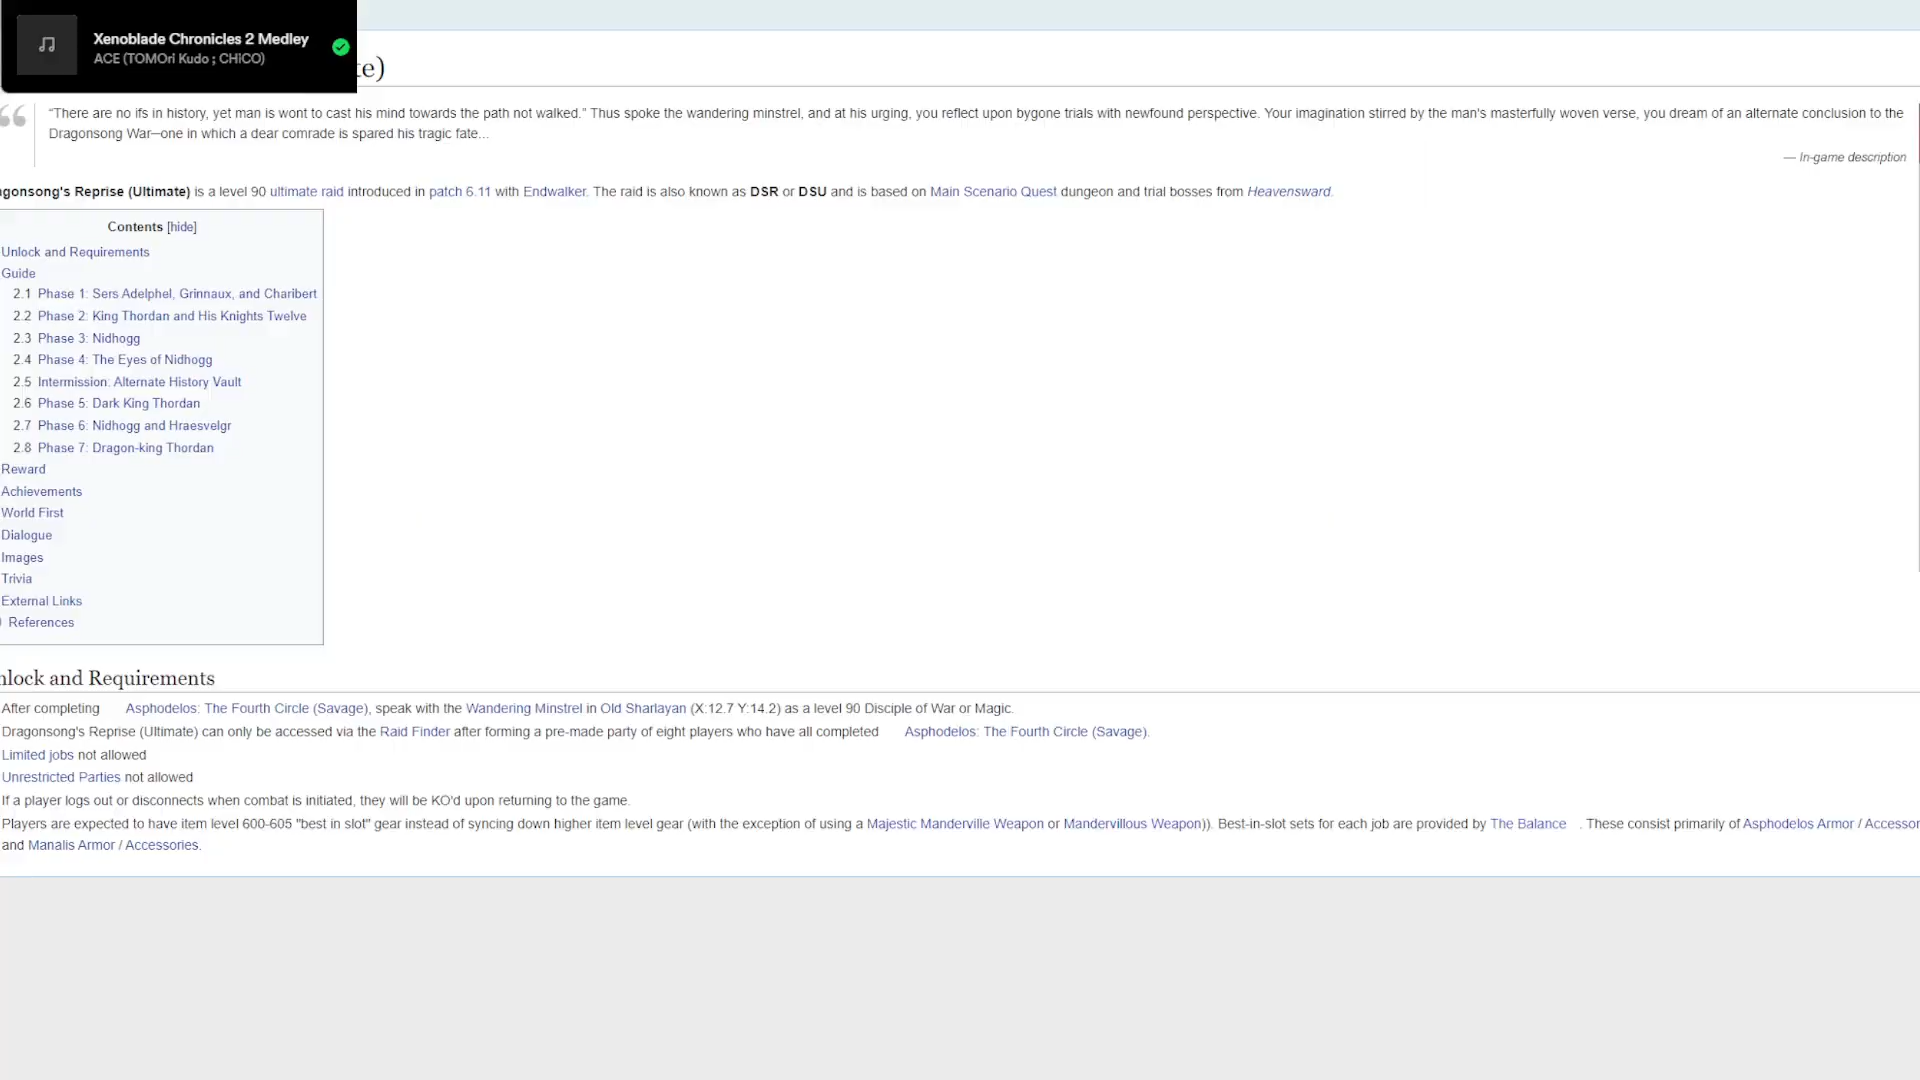 Xenoblade Chronicles 2 Medley
ACE (TOMOri Kudo ; CHiCO)
te)
“There are no ifs in history, yet man is wont to cast his mind towards the path not walked.” Thus spoke the wandering minstrel, and at his urging, you reflect upon bygone trials with newfound perspective. Your imagination stirred by the man's masterfully woven verse, you dream of an alternate conclusion to the
Dragonsong War—one in which a dear comrade is spared his tragic fate...
— In-game description
agonsong's Reprise (Ultimate) is a level 90 ultimate raid introduced in patch 6.11 with Endwalker. The raid is also known as DSR or DSU and is based on Main Scenario Quest dungeon and trial bosses from Heavensward.
Contents [hide]
Unlock and Requirements
Guide
2.1 Phase 1: Sers Adelphel, Grinnaux, and Charibert
2.2 Phase 2: King Thordan and His Knights Twelve
2.3 Phase 3: Nidhogg
2.4 Phase 4: The Eyes of Nidhogg
2.5 Intermission: Alternate History Vault
2.6 Phase 5: Dark King Thordan
2.7 Phase 6: Nidhogg and Hraesvelgr
2.8 Phase 7: Dragon-king Thordan
Reward
Achievements
World First
Dialogue
Images
Trivia
External Links
References
nlock and Requirements
After completing Asphodelos: The Fourth Circle (Savage), speak with the Wandering Minstrel in Old Sharlayan (X:12.7 Y:14.2) as a level 90 Disciple of War or Magic.
Dragonsong's Reprise (Ultimate) can only be accessed via the Raid Finder after forming a pre-made party of eight players who have all completed Asphodelos: The Fourth Circle (Savage).
Limited jobs not allowed
Unrestricted Parties not allowed
If a player logs out or disconnects when combat is initiated, they will be KO'd upon returning to the game.
Players are expected to have item level 600-605 "best in slot" gear instead of syncing down higher item level gear (with the exception of using a Majestic Manderville Weapon or Mandervillous Weapon)). Best-in-slot sets for each job are provided by The Balance . These consist primarily of Asphodelos Armor / Accessor
and Manalis Armor / Accessories.